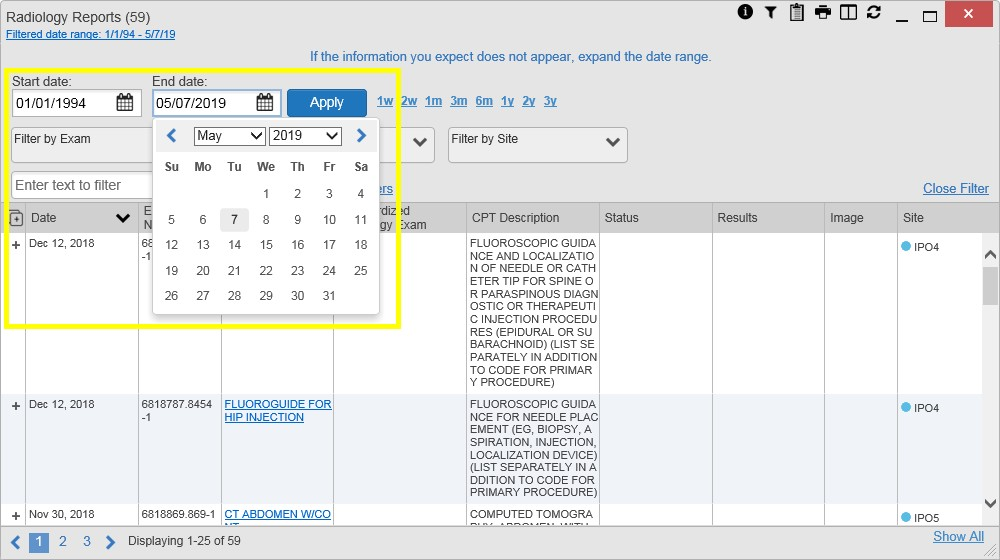 Radiology Reports (59)
Filtered date range: 1/1/94 - 5/7/19
If the information you expect does not appear, expand the date range.
Start date:
End date:
01/01/1994
05/07/2019
Apply
1w 2w 1m 3m 6m 1y 2y 3y
Filter by Exam
Filter by Site
May 2019
Su Mo Tu We Th Fr Sa
1 2 3 4
5 6 7 8 9 10 11
12 13 14 15 16 17 18
19 20 21 22 23 24 25
26 27 28 29 30 31
Enter text to filter
Close Filter
Date
CPT Description
Status
Results
Image
Site
Dec 12, 2018
FLUOROSCOPIC GUIDA
NCE AND LOCALIZATIO
N OF NEEDLE OR CATH
ETER TIP FOR SPINE O
R PARASPINOUS DIAGN
OSTIC OR THERAPEUTI
C INJECTION PROCEDU
RES (EPIDURAL OR SU
BARACHNOID) (LIST SE
PARATELY IN ADDITION
TO CODE FOR PRIMAR
Y PROCEDURE)
IPO4
Dec 12, 2018
6818787.8454
-1
FLUOROGUIDE FOR
HIP INJECTION
FLUOROSCOPIC GUIDA
NCE FOR NEEDLE PLAC
EMENT (EG, BIOPSY, A
SPIRATION, INJECTION,
LOCALIZATION DEVICE)
(LIST SEPARATELY IN A
DDITION TO CODE FOR
PRIMARY PROCEDURE)
IPO4
Nov 30, 2018
6818869.869-1
CT ABDOMEN W/CO
COMPUTED TOMOGRA
IPO5
1 2 3
Displaying 1-25 of 59
Show All